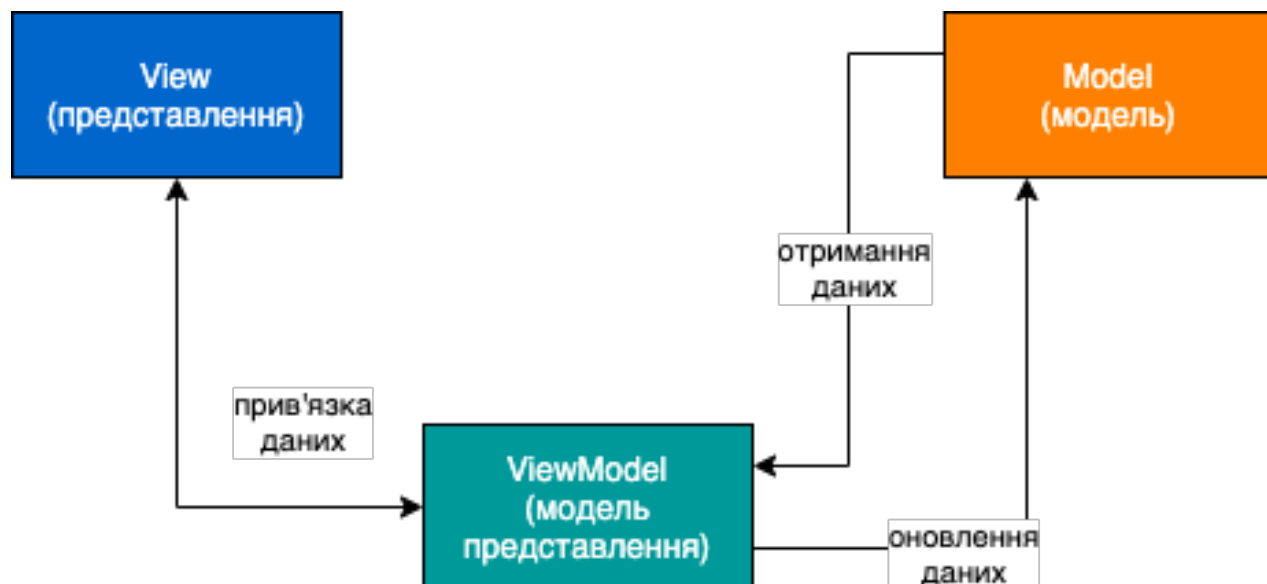 View
(представлення)
Model
(модель)
отримання
даних
прив'язка
даних
ViewModel
(модель
представлення)
оновлення
даних